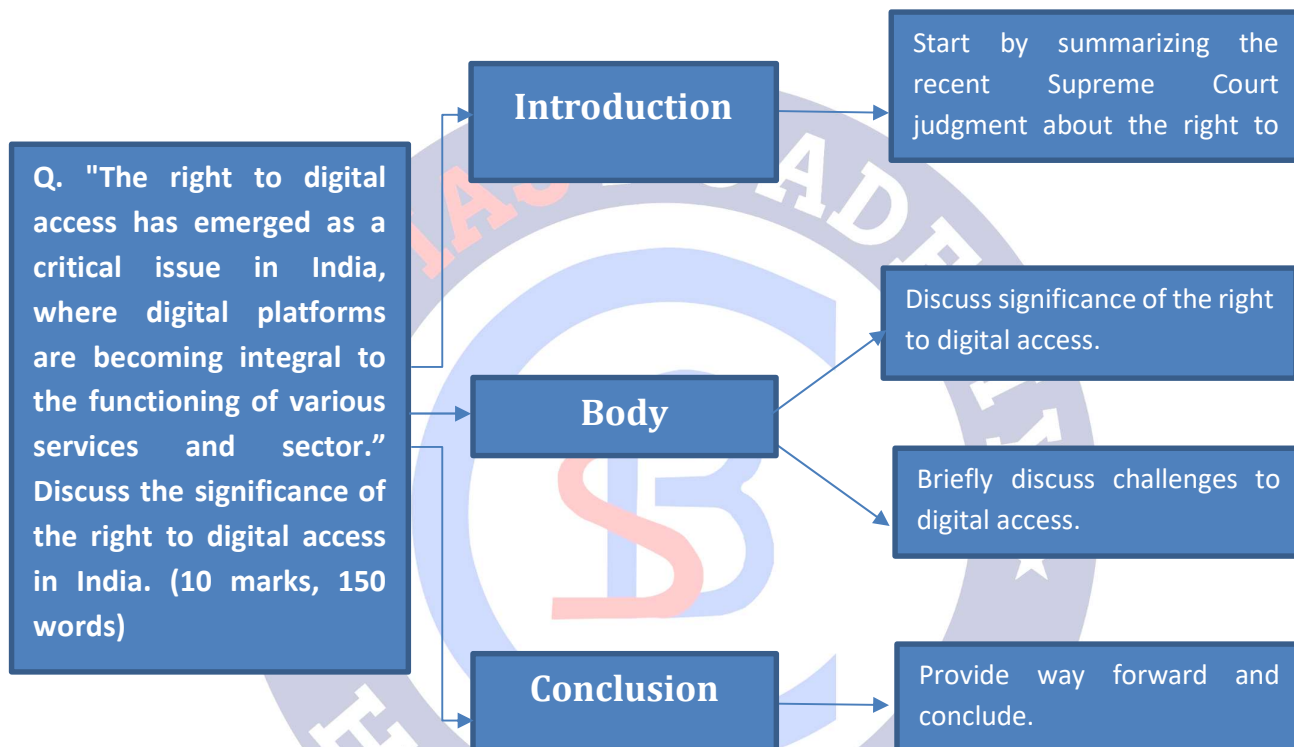 Q. "The right to digital
access has emerged as a
critical issue in India,
where digital platforms
are becoming integral to
the functioning of various
services and sector.”
Discuss the significance of
the right to digital access
in India. (10 marks, 150
words)
Introduction
Start by summarizing the
recent Supreme Court
judgment about the right to
Body
Discuss significance of the right
to digital access.
Briefly discuss challenges to
digital access.
Conclusion
Provide way forward and
conclude.
IAS
SB